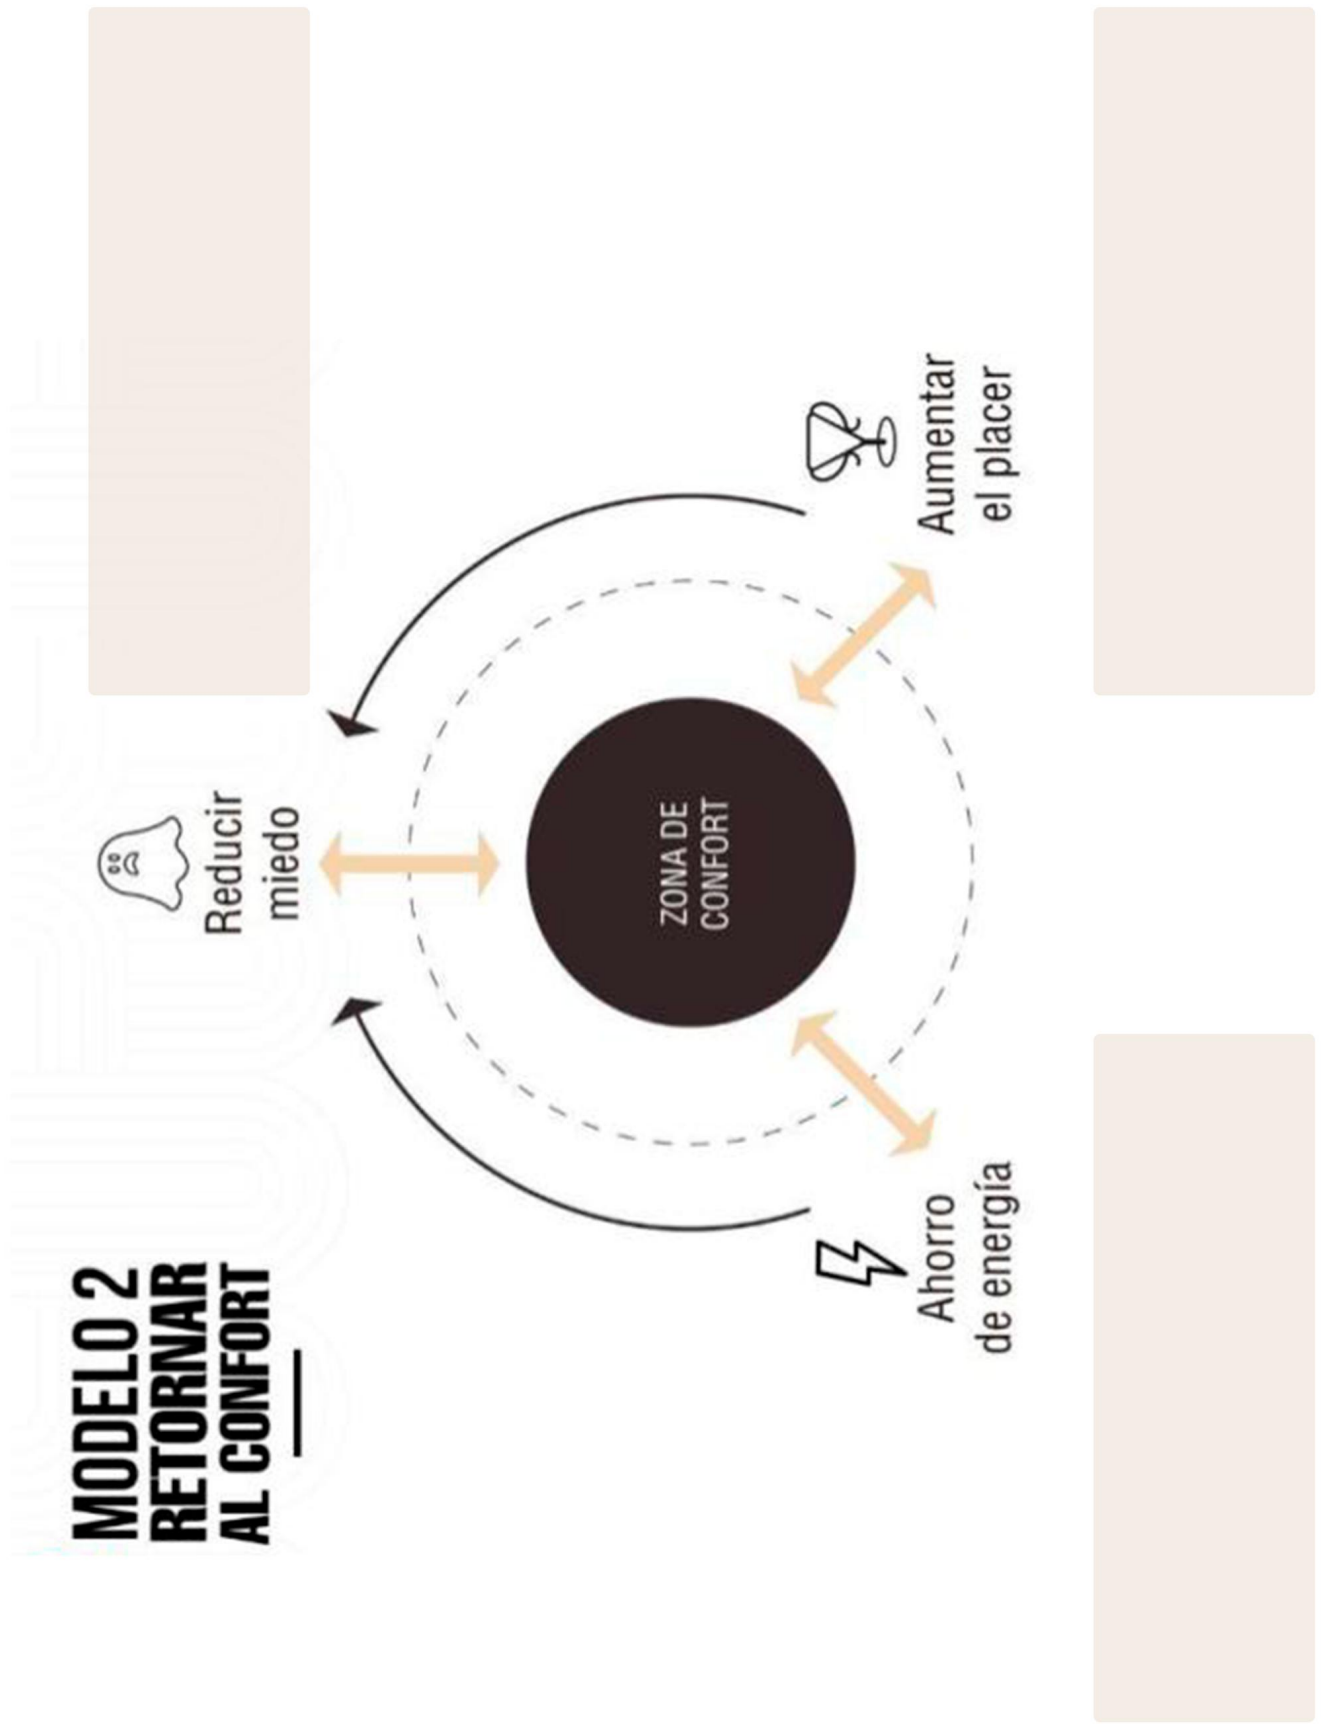 MODELO 2
RETORNAR
AL CONFORT
Reducir
miedo
ZONA DE
CONFORT
Ahorro
de energía
Aumentar
el placer